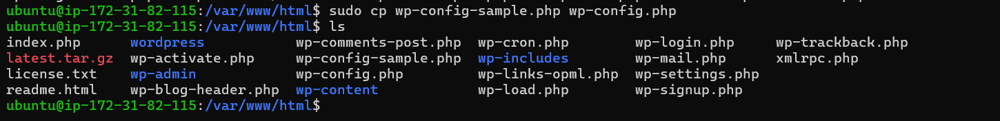 ubuntu@ip-172-31-82-115:/var/www/html$ sudo cp wp-config-sample.php wp-config.php
ubuntu@ip-172-31-82-115:/var/www/html$ ls
index.php wordpress wp-comments-post.php wp-cron.php wp-login.php wp-trackback.php
latest.tar.gz wp-activate.php wp-config-sample.php wp-includes wp-mail.php xmlrpc.php
license.txt wp-admin wp-config.php wp-links-opml.php wp-settings.php
readme.html wp-blog-header.php wp-content wp-load.php wp-signup.php
ubuntu@ip-172-31-82-115:/var/www/html$